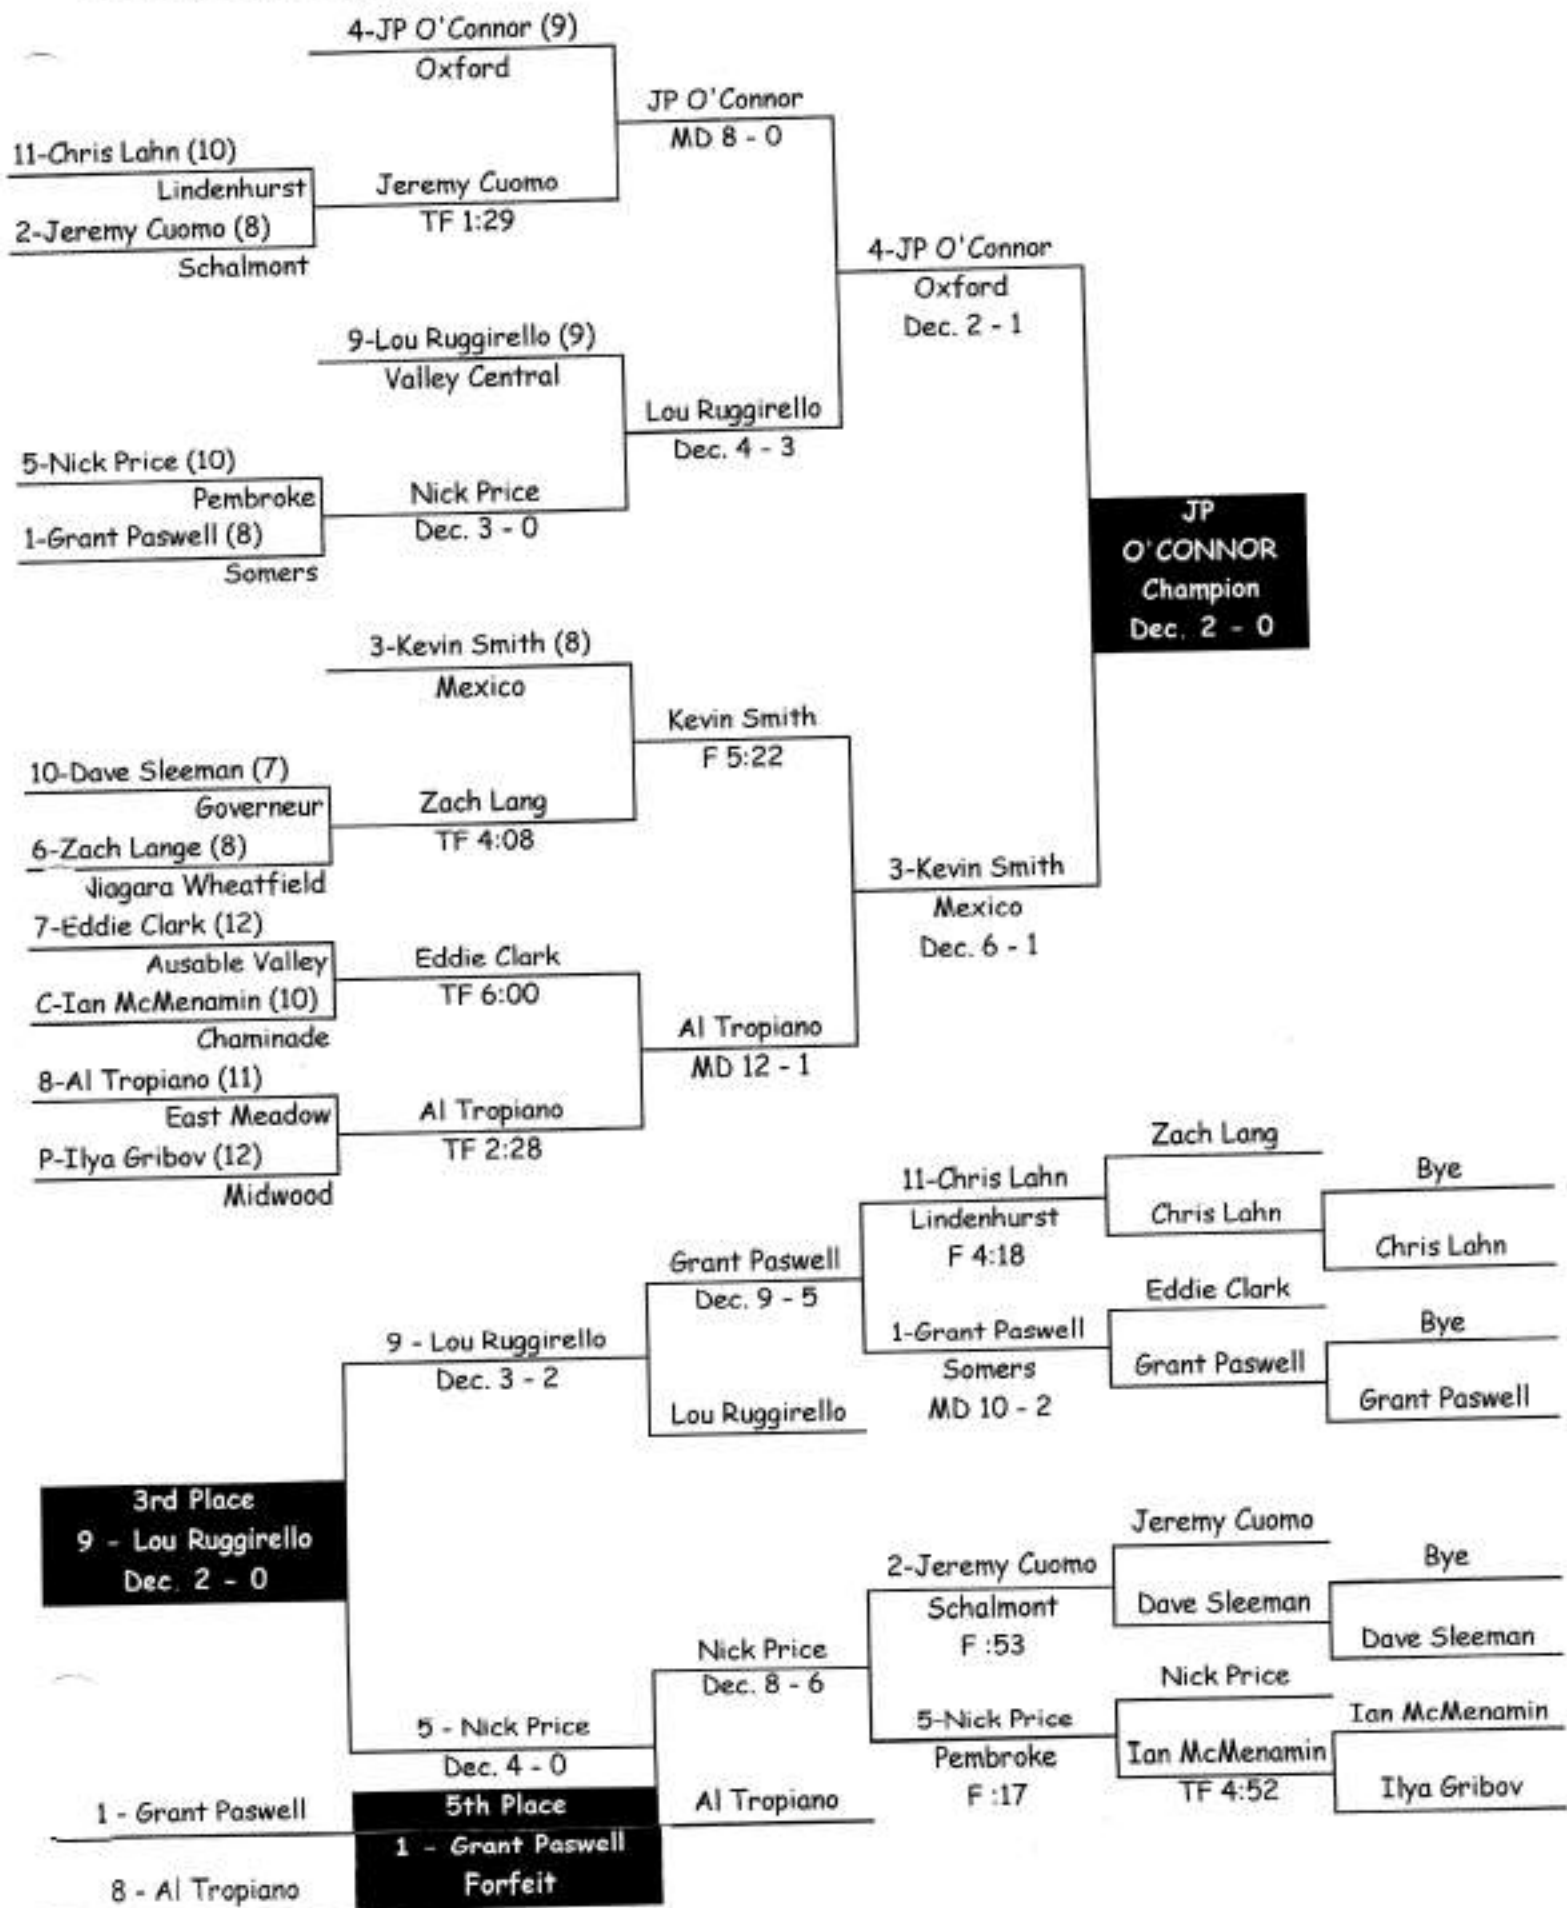 4-JP O'Connor (9)
Oxford
JP O'Connor
MD 8 - 0
11-Chris Lahn (10)
Lindenhurst
Jeremy Cuomo
TF 1:29
2-Jeremy Cuomo (8)
Schalmont
4-JP O'Connor
Oxford
Dec. 2 - 1
9-Lou Ruggirello (9)
Valley Central
Lou Ruggirello
Dec. 4 - 3
5-Nick Price (10)
Pembroke
Nick Price
Dec. 3 - 0
1-Grant Paswell (8)
Somers
JP
O'CONNOR
Champion
Dec. 2 - 0
3-Kevin Smith (8)
Mexico
Kevin Smith
F 5:22
10-Dave Sleeman (7)
Governeur
Zach Lang
TF 4:08
6-Zach Lange (8)
Niagara Wheatfield
3-Kevin Smith
Mexico
Dec. 6 - 1
7-Eddie Clark (12)
Ausable Valley
Eddie Clark
TF 6:00
C-Ian McMenamin (10)
Chaminade
Al Tropiano
MD 12 - 1
8-Al Tropiano (11)
East Meadow
Al Tropiano
TF 2:28
P-Ilya Gribov (12)
Midwood
Zach Lang
Bye
11-Chris Lahn
Lindenhurst
F 4:18
Chris Lahn
Chris Lahn
Grant Paswell
Dec. 9 - 5
Eddie Clark
Bye
1-Grant Paswell
Somers
MD 10 - 2
Grant Paswell
Grant Paswell
9 - Lou Ruggirello
Dec. 3 - 2
Lou Ruggirello
3rd Place
9 - Lou Ruggirello
Dec. 2 - 0
Jeremy Cuomo
Bye
2-Jeremy Cuomo
Schalmont
F :53
Dave Sleeman
Dave Sleeman
Nick Price
Dec. 8 - 6
Nick Price
Ian McMenamin
5-Nick Price
Pembroke
F :17
Ian McMenamin
TF 4:52
Ilya Gribov
5 - Nick Price
Dec. 4 - 0
Al Tropiano
1 - Grant Paswell
5th Place
1 - Grant Paswell
Forfeit
8 - Al Tropiano